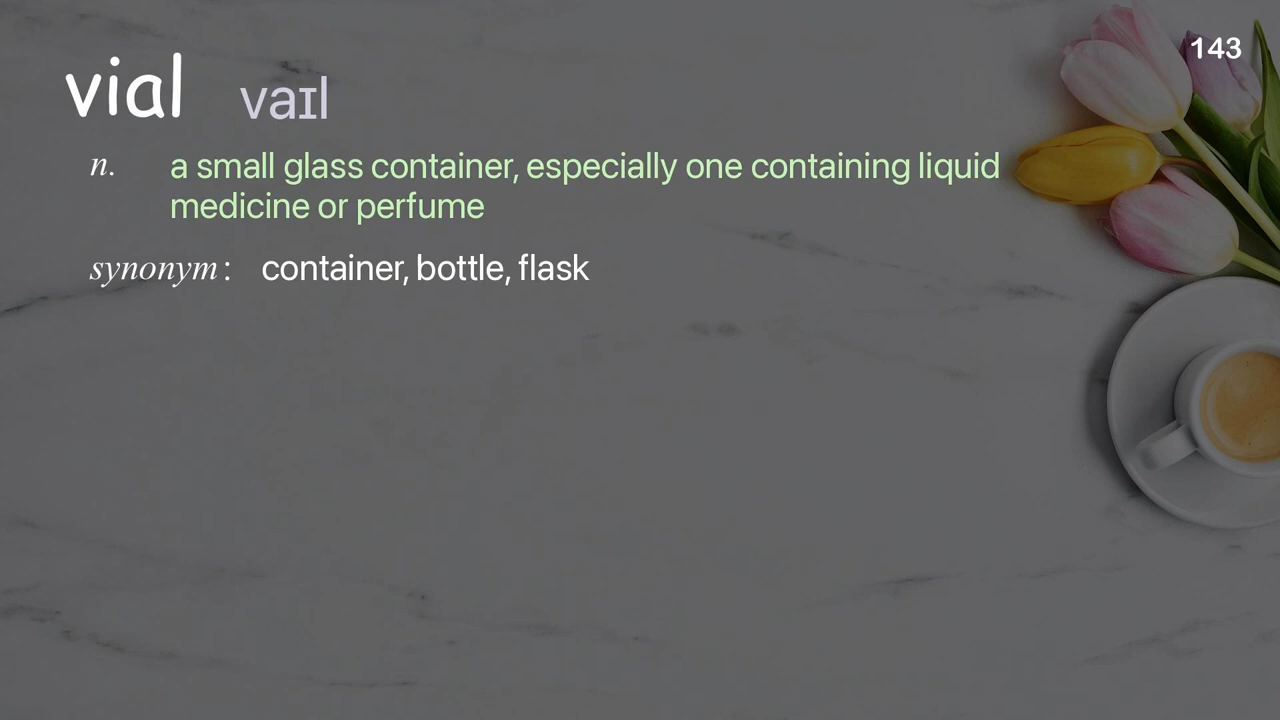 143
vial vaɪl
n. a small glass container, especially one containing liquid
medicine or perfume
synonym : container, bottle, flask